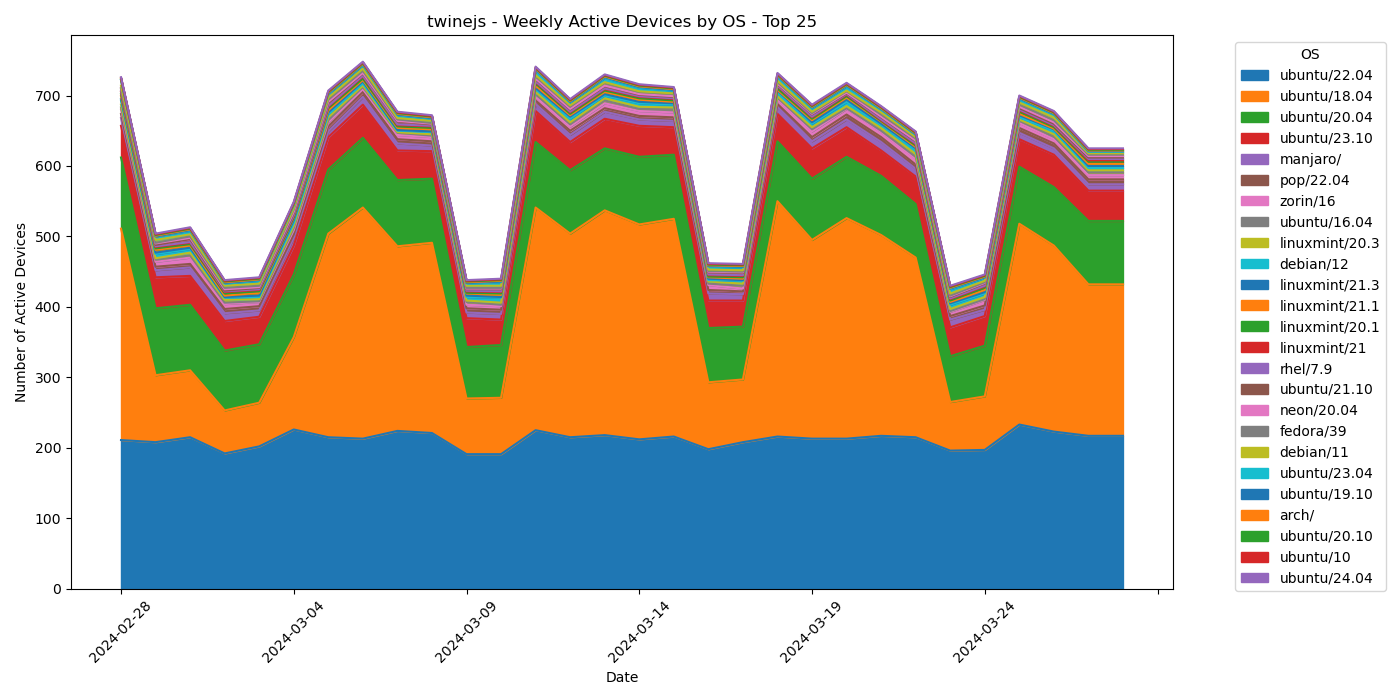 twinejs - Weekly Active Devices by OS - Top 25
Number of Active Devices
700
600
500
400
300
200
100
0
2024-02-28
2024-03-04
2024-03-09
2024-03-14
2024-03-19
2024-03-24
Date
OS
ubuntu/22.04
ubuntu/18.04
ubuntu/20.04
ubuntu/23.10
manjaro/
pop/22.04
zorin/16
ubuntu/16.04
linuxmint/20.3
debian/12
linuxmint/21.3
linuxmint/21.1
linuxmint/20.1
linuxmint/21
rhel/7.9
ubuntu/21.10
neon/20.04
fedora/39
debian/11
ubuntu/23.04
ubuntu/19.10
arch/
ubuntu/20.10
ubuntu/10
ubuntu/24.04